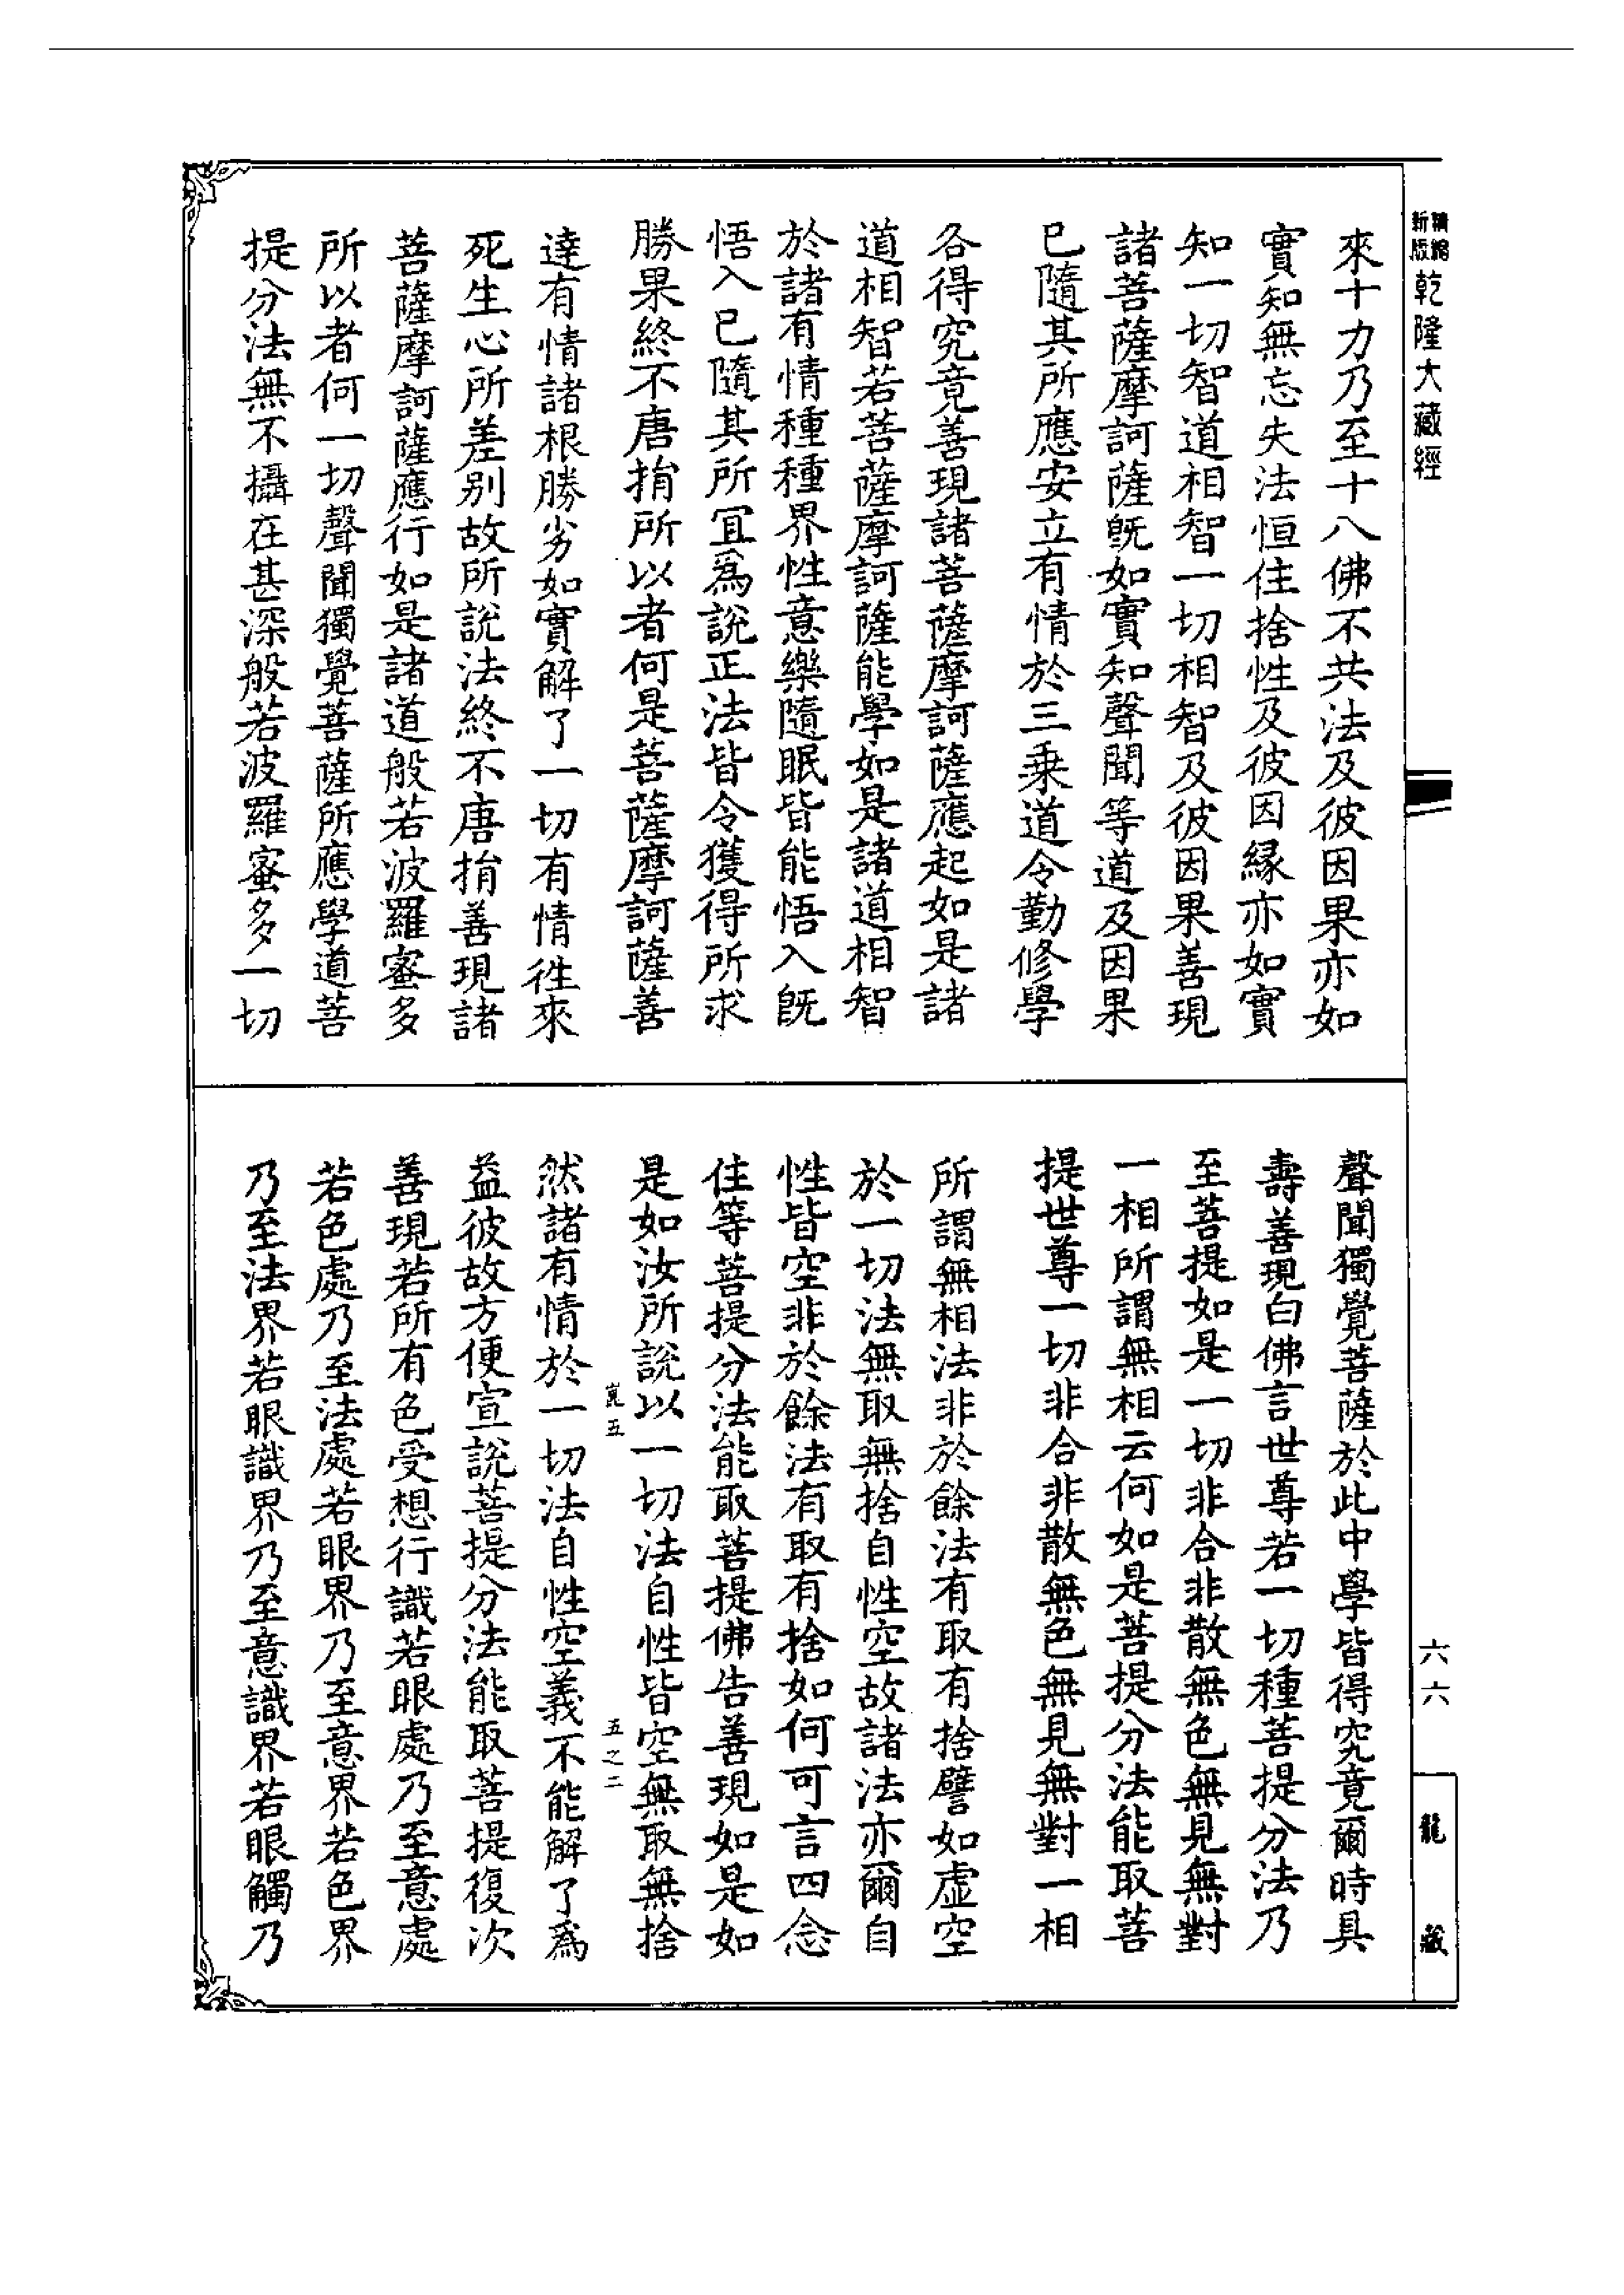 精縮新版乾隆大藏經
來十力乃至十八佛不共法及彼因果亦如
實知無忘失法恒住捨性及彼因緣亦如實
知一切智道相智一切相智及彼因果善現
諸菩薩摩訶薩旣如實知聲聞等道及因果
已隨其所應安立有情於三乘道令勤修學
各得究竟善現諸菩薩摩訶薩應起如是諸
道相智若菩薩摩訶薩能學如是諸道相智
於諸有情種種界性意樂隨眠皆能悟入旣
悟入已隨其所宜爲說正法皆令獲得所求
勝果終不唐捐所以者何是菩薩摩訶薩善
達有情諸根勝劣如實解了一切有情徃來
死生心所差别故所說法終不唐捐善現諸
菩薩摩訶薩應行如是諸道般若波羅蜜多
所以者何一切聲聞獨覺菩薩所應學道菩
提分法無不攝在甚深般若波羅蜜多一切
聲聞獨覺菩薩於此中學皆得究竟爾時具
壽善現白佛言世尊若一切種菩提分法乃
至菩提如是一切非合非散無色無見無對
一相所謂無相云何如是菩提分法能取菩
提世尊一切非合非散無色無見無對一相
所謂無相法非於餘法有取有捨譬如虛空
於一切法無取無捨自性空故諸法亦爾自
性皆空非於餘法有取有捨如何可言四念
住等菩提分法能取菩提佛告善現如是如
是如汝所說以一切法自性皆空無取無捨
崑五
五之二
然諸有情於一切法自性空義不能解了爲
益彼故方便宣說菩提分法能取菩提復次
善現若所有色受想行識若眼處乃至意處
若色處乃至法處若眼界乃至意界若色界
乃至法界若眼識界乃至意識界若眼觸乃
六六
龍藏